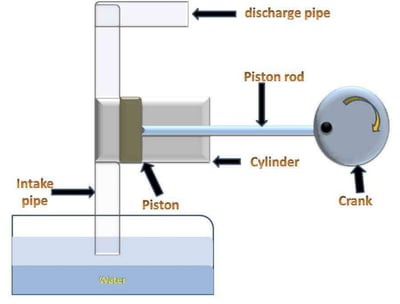 discharge pipe
Piston rod
Cylinder
Intake
pipe
Piston
Crank
Water